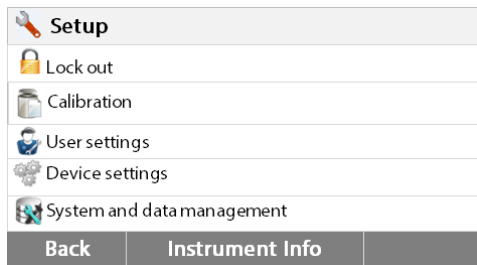 Setup
Lock out
Calibration
User settings
Device settings
System and data management
Back Instrument Info